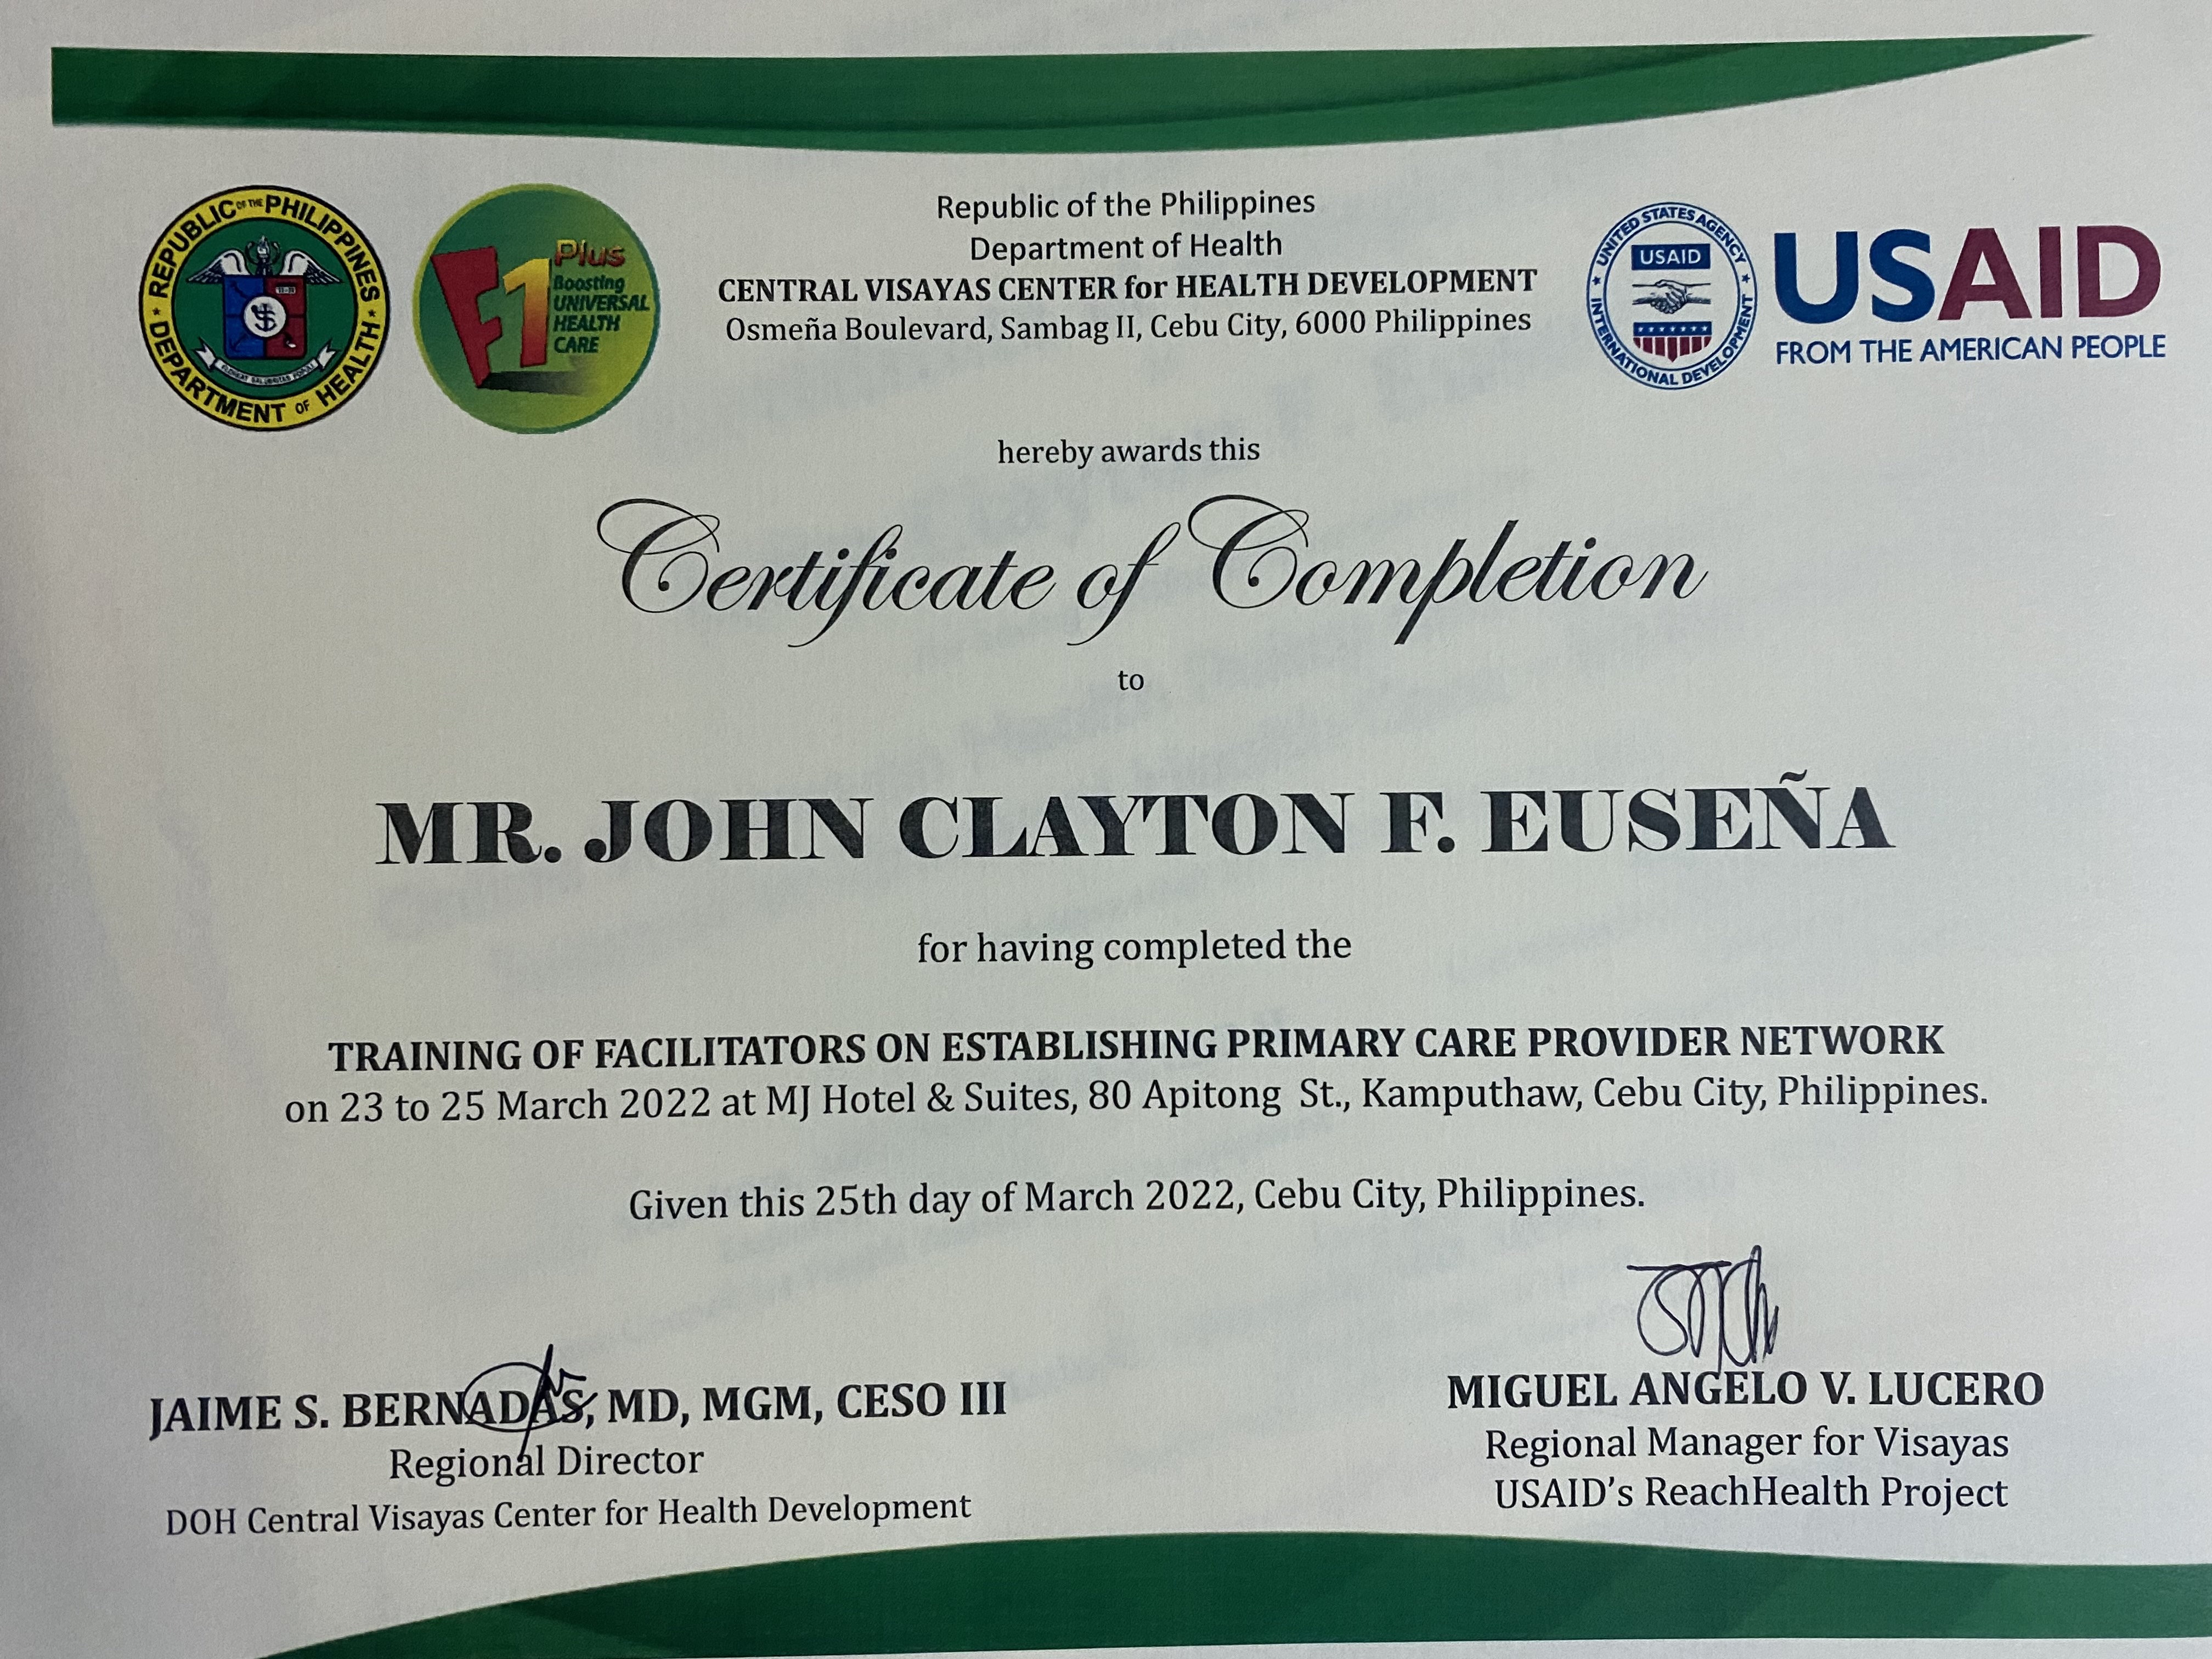 REPUBLIC OF THE PHILIPPINES
DEPARTMENT OF HEALTH
F1 Plus
Boosting
UNIVERSAL
HEALTH
CARE
Republic of the Philippines
Department of Health
CENTRAL VISAYAS CENTER for HEALTH DEVELOPMENT
Osmeña Boulevard, Sambag II, Cebu City, 6000 Philippines
UNITED STATES AGENCY
USAID
INTERNATIONAL DEVELOPMENT
USAID
FROM THE AMERICAN PEOPLE
hereby awards this
Certificate of Completion
to
MR. JOHN CLAYTON F. EUSEÑA
for having completed the
TRAINING OF FACILITATORS ON ESTABLISHING PRIMARY CARE PROVIDER NETWORK
on 23 to 25 March 2022 at MJ Hotel & Suites, 80 Apitong St., Kamputhaw, Cebu City, Philippines.
Given this 25th day of March 2022, Cebu City, Philippines.
JAIME S. BERNADAS, MD, MGM, CESO III
Regional Director
DOH Central Visayas Center for Health Development
MIGUEL ANGELO V. LUCERO
Regional Manager for Visayas
USAID’s ReachHealth Project